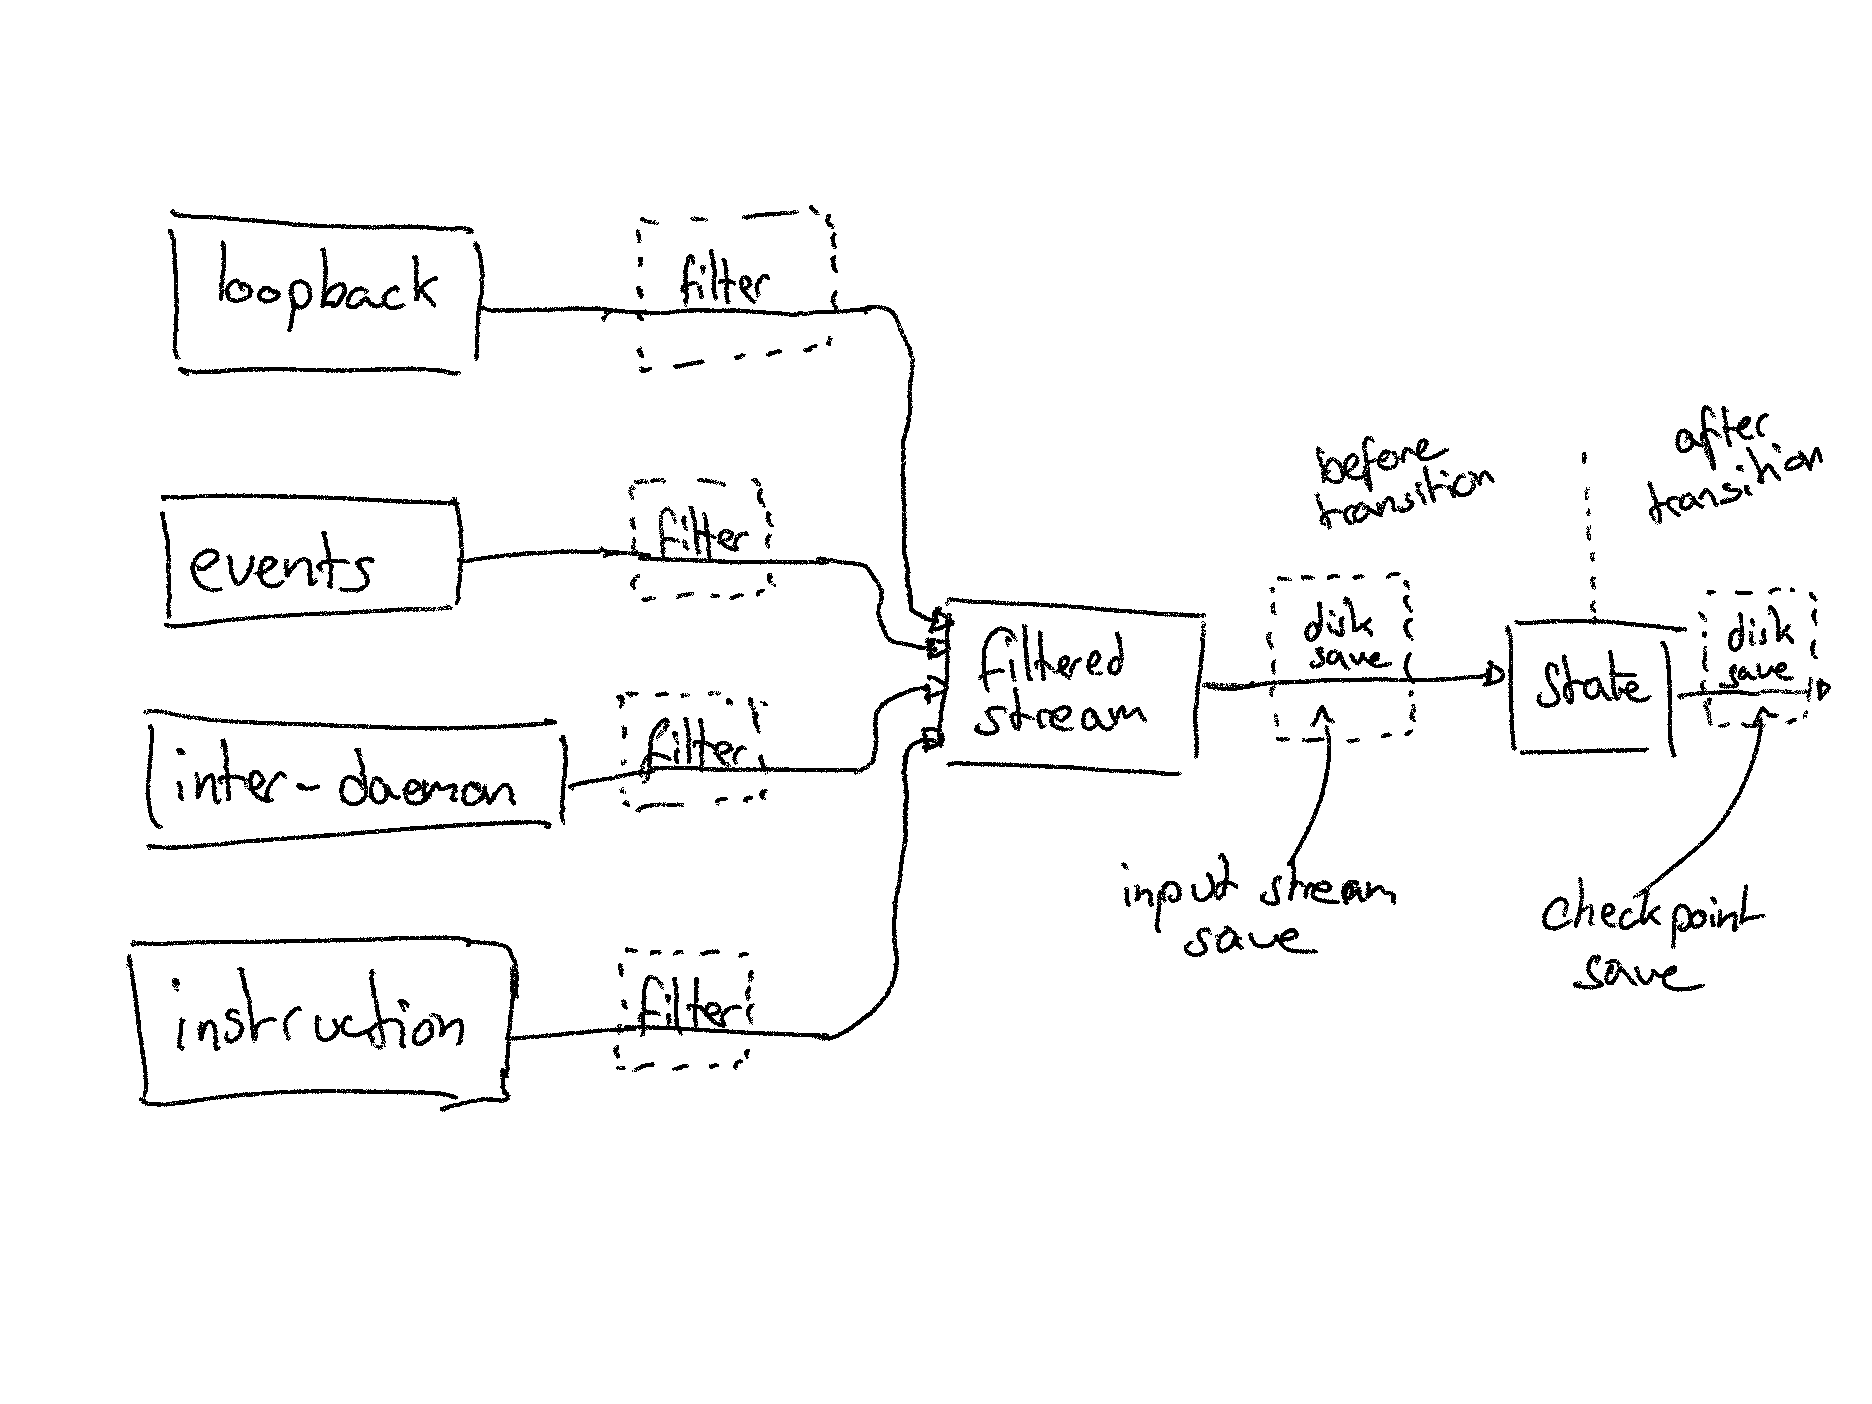 loopback
filter
events
filter
inter-daemon
filter
instruction
filter
filtered
stream
before
transition
disk
save
input stream
save
state
after
transition
disk
save
checkpoint
save